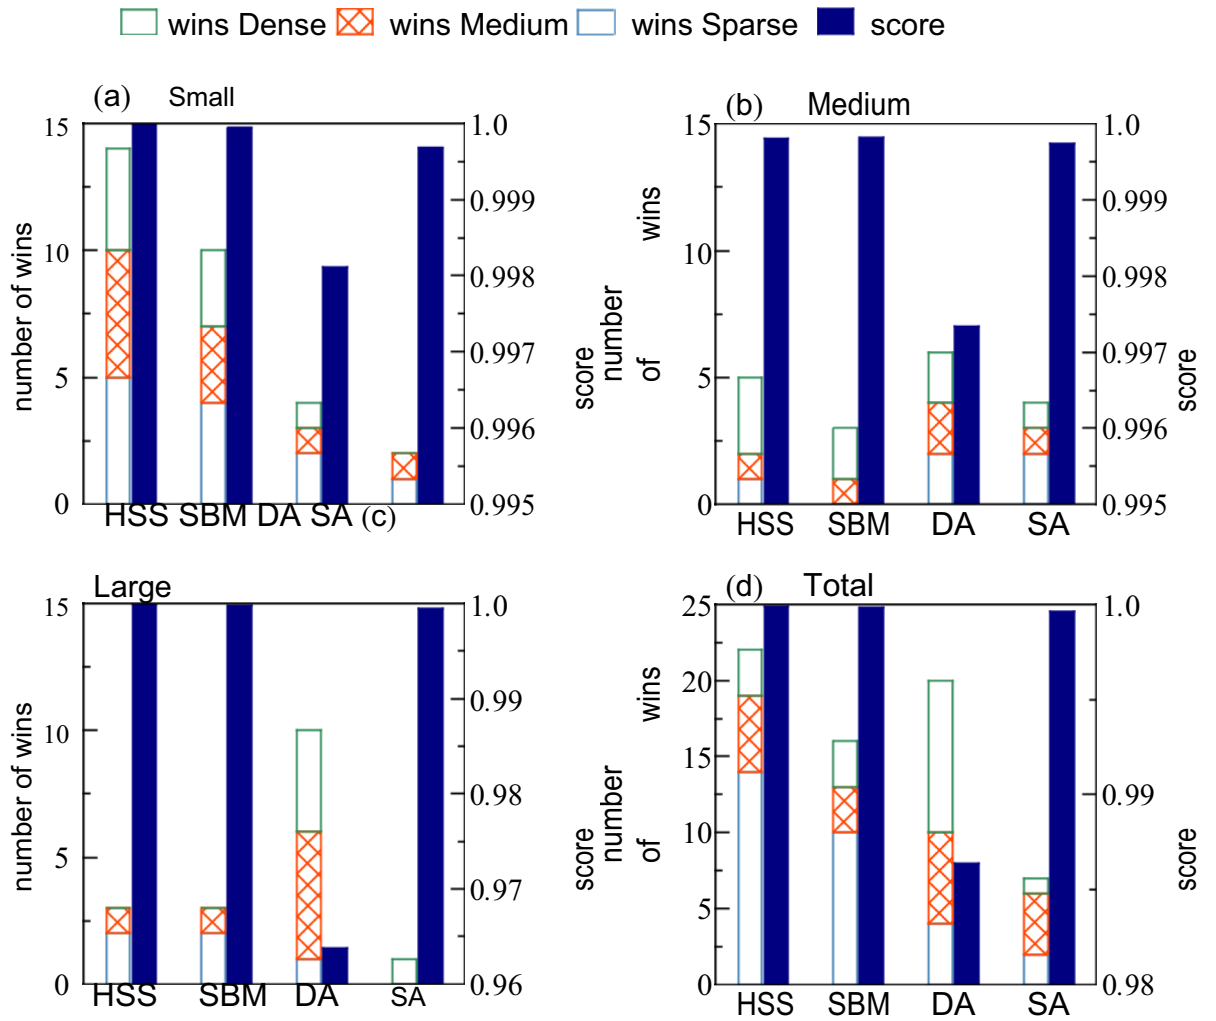 wins Dense wins Medium wins Sparse score
(a) Small
15
10
5
0
number of wins
1.0
0.999
0.998
0.997
0.996
0.995
score
HSS SBM DA SA (c)
(b) Medium
15
10
5
0
number of wins
1.0
0.999
0.998
0.997
0.996
0.995
score
HSS SBM DA SA
Large
15
10
5
0
number of wins
1.0
0.99
0.98
0.97
0.96
score
HSS SBM DA SA
(d) Total
25
20
15
10
5
0
number of wins
1.0
0.99
0.98
score
HSS SBM DA SA